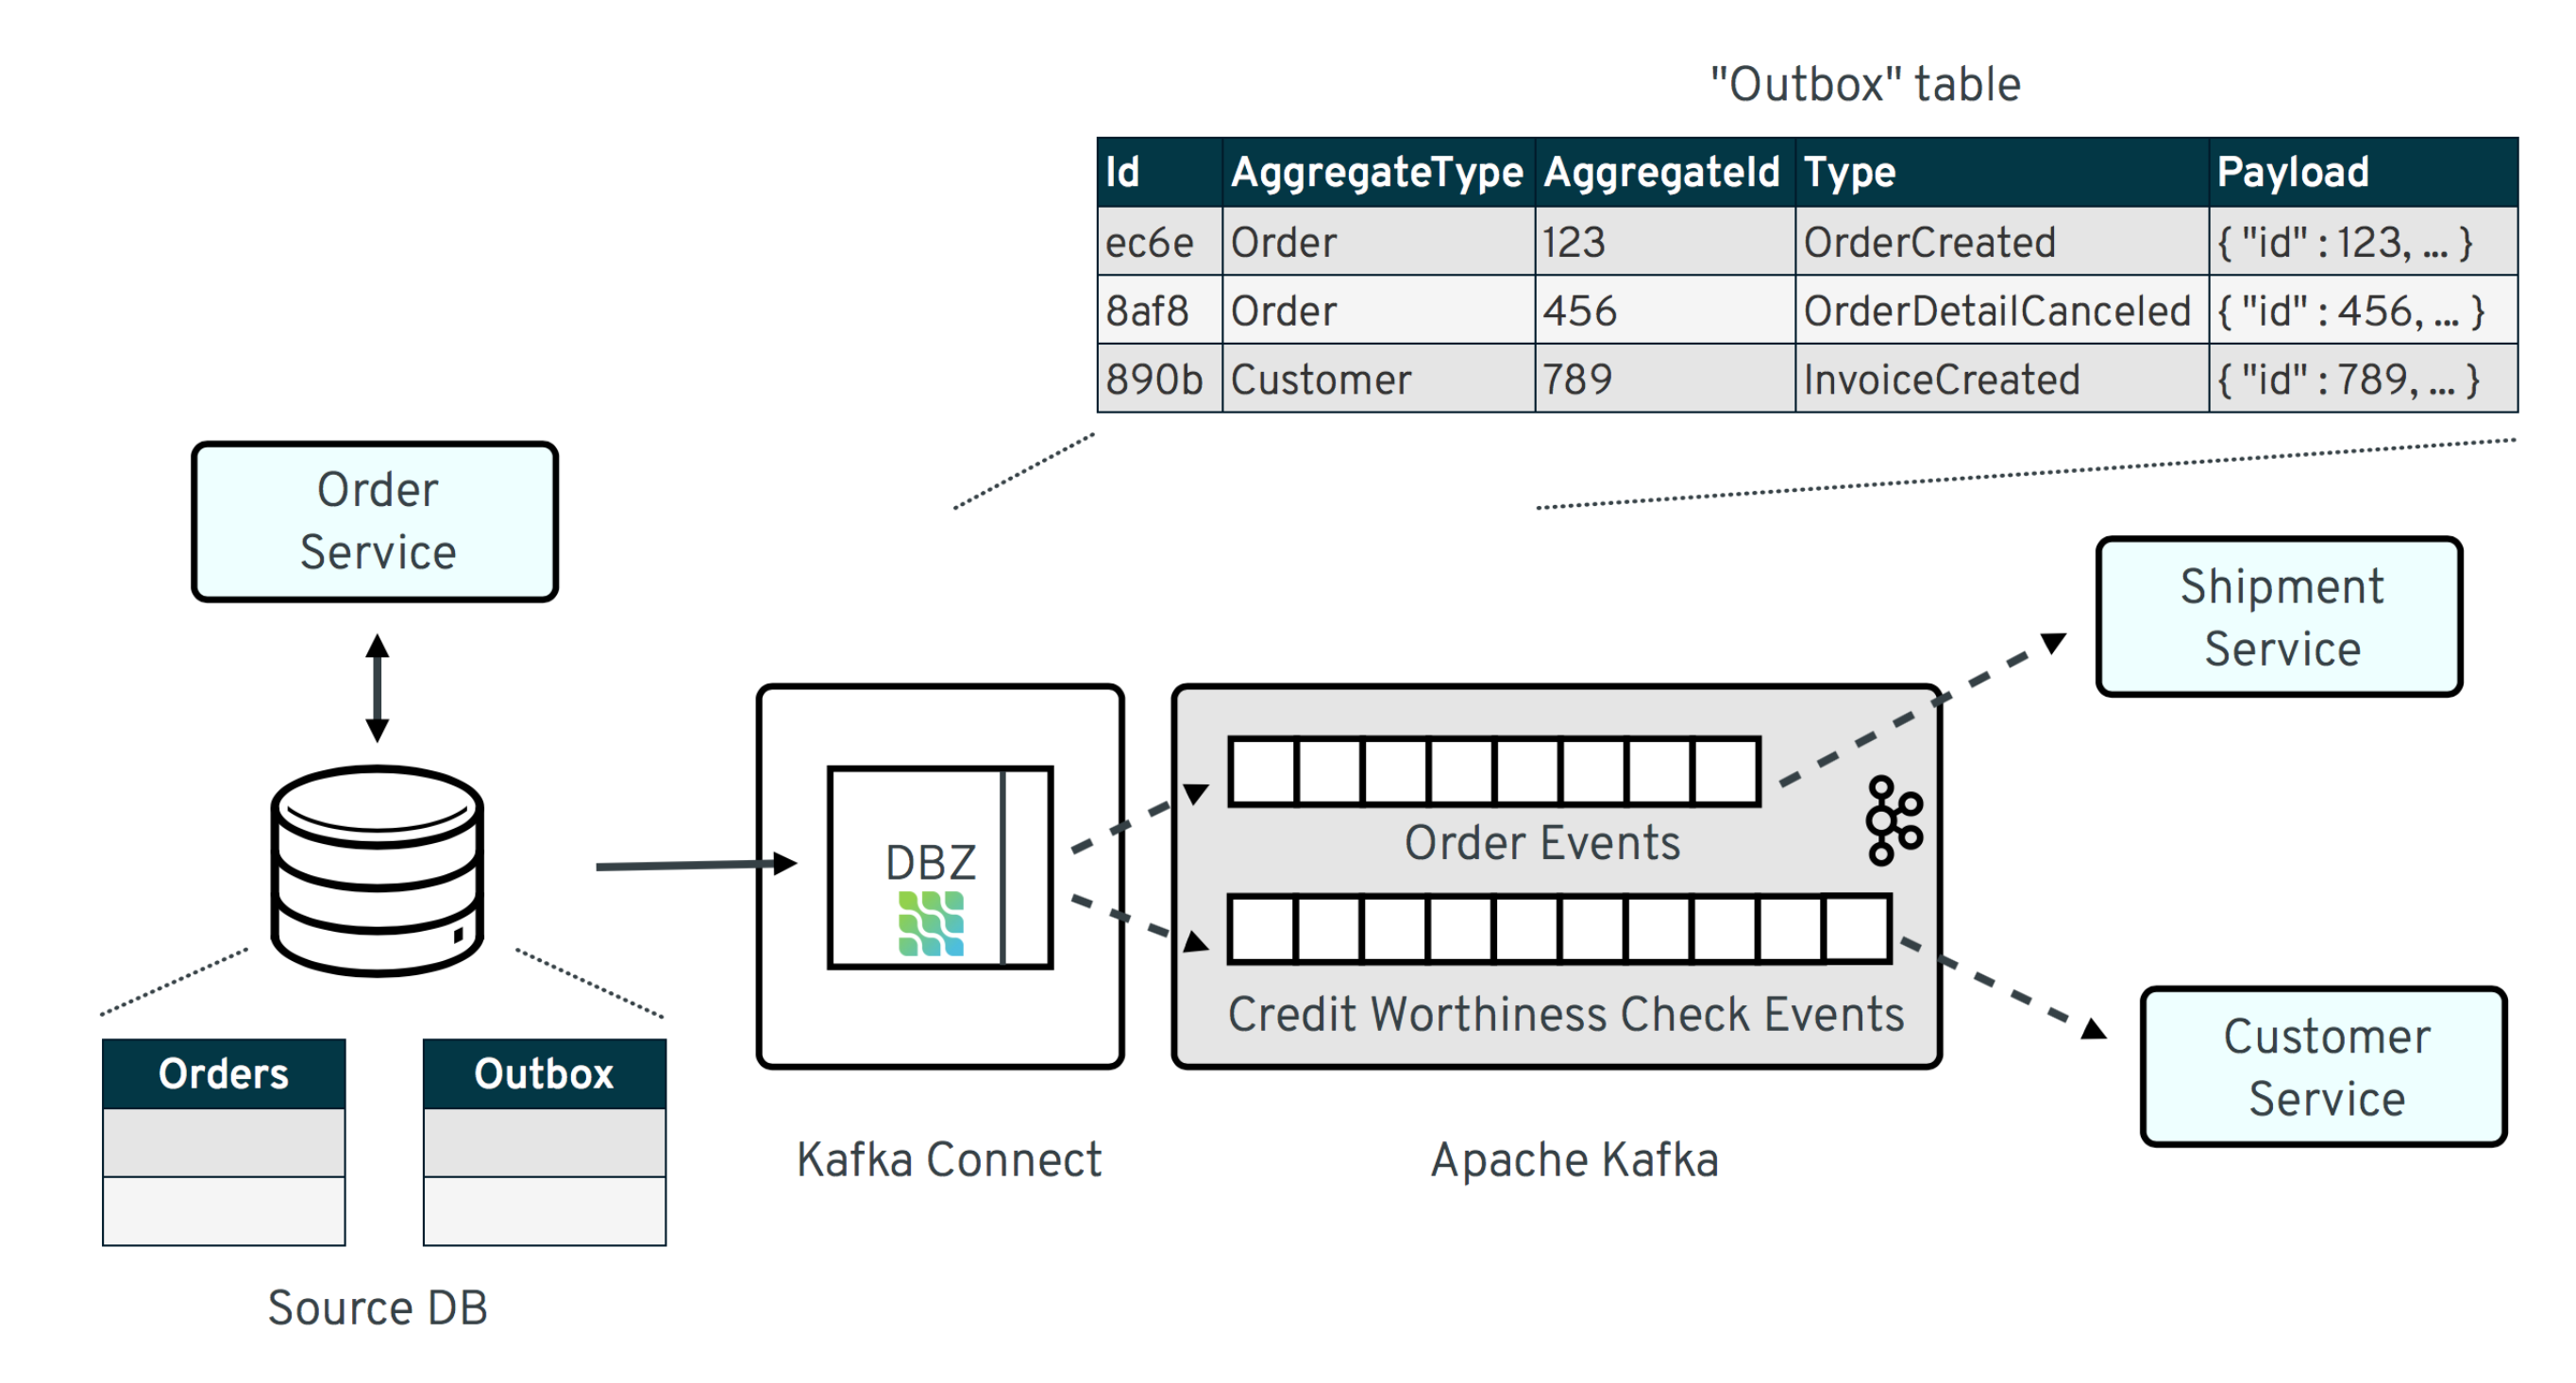 "Outbox" table
Id AggregateType AggregateId Type Payload
ec6e Order 123 OrderCreated { "id" : 123, ... }
8af8 Order 456 OrderDetailCanceled { "id" : 456, ... }
890b Customer 789 InvoiceCreated { "id" : 789, ... }
Order
Service
Shipment
Service
DBZ
Order Events
Credit Worthiness Check Events
Customer
Service
Orders
Outbox
Kafka Connect
Apache Kafka
Source DB